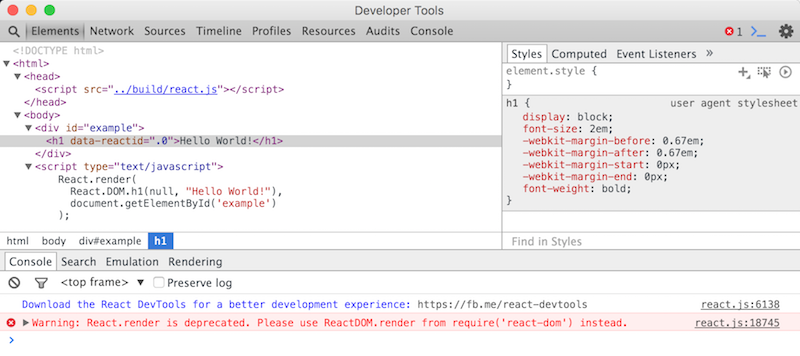 Developer Tools
Elements Network Sources Timeline Profiles Resources Audits Console 1
<!DOCTYPE html>
<html>
<head>
<script src="../build/react.js"></script>
</head>
<body>
<div id="example">
<h1 data-reactid=".0">Hello World!</h1>
</div>
<script type="text/javascript">
React.render(
React.DOM.h1(null, "Hello World!"),
document.getElementById('example')
);
html body div#example h1
Styles Computed Event Listeners »
element.style {
}
h1 { user agent stylesheet
display: block;
font-size: 2em;
-webkit-margin-before: 0.67em;
-webkit-margin-after: 0.67em;
-webkit-margin-start: 0px;
-webkit-margin-end: 0px;
font-weight: bold;
}
Find in Styles
Console Search Emulation Rendering
<top frame> ▼ Preserve log
Download the React DevTools for a better development experience: https://fb.me/react-devtools react.js:6138
Warning: React.render is deprecated. Please use ReactDOM.render from require('react-dom') instead. react.js:18745